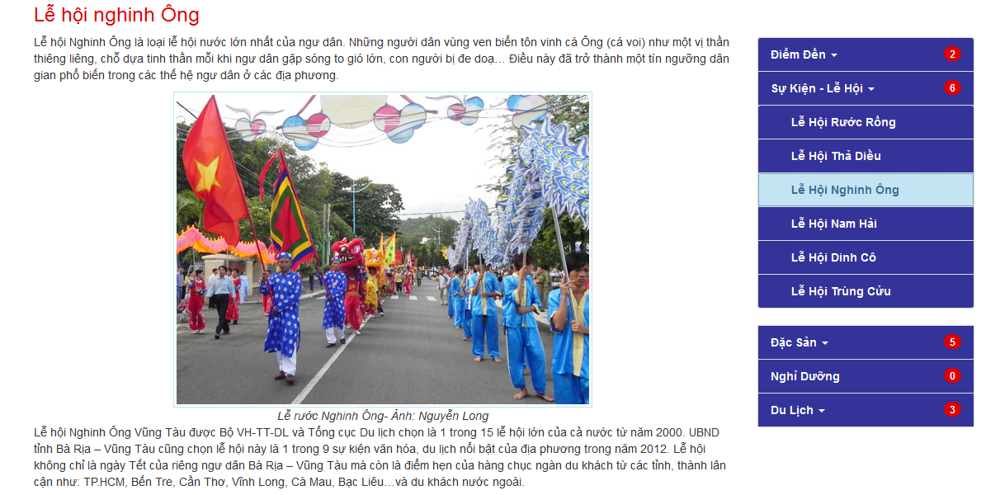 Lễ hội nghinh Ông
Lễ hội Nghinh Ông là loại lễ hội nước lớn nhất của ngư dân. Những người dân vùng ven biển tôn vinh cá Ông (cá voi) như một vị thần
thiêng liêng, chỗ dựa tinh thần mỗi khi ngư dân gặp sóng to gió lớn, con người bị đe doạ… Điều này đã trở thành một tín ngưỡng dân
gian phổ biến trong các thế hệ ngư dân ở các địa phương.
Lễ rước Nghinh Ông- Ảnh: Nguyễn Long
Lễ hội Nghinh Ông Vũng Tàu được Bộ VH-TT-DL và Tổng cục Du lịch chọn là 1 trong 15 lễ hội lớn của cả nước từ năm 2000. UBND
tỉnh Bà Rịa – Vũng Tàu cũng chọn lễ hội này là 1 trong 9 sự kiện văn hóa, du lịch nổi bật của địa phương trong năm 2012. Lễ hội
không chỉ là ngày Tết của riêng ngư dân Bà Rịa – Vũng Tàu mà còn là điểm hẹn của hàng chục ngàn du khách từ các tỉnh, thành lân
cận như: TP.HCM, Bến Tre, Cần Thơ, Vĩnh Long, Cà Mau, Bạc Liêu…và du khách nước ngoài.
Điểm Đến 2
Sự Kiện - Lễ Hội 6
Lễ Hội Rước Rồng
Lễ Hội Thả Diều
Lễ Hội Nghinh Ông
Lễ Hội Nam Hải
Lễ Hội Dinh Cô
Lễ Hội Trùng Cửu
Đặc Sản 5
Nghỉ Dưỡng 0
Du Lịch 3